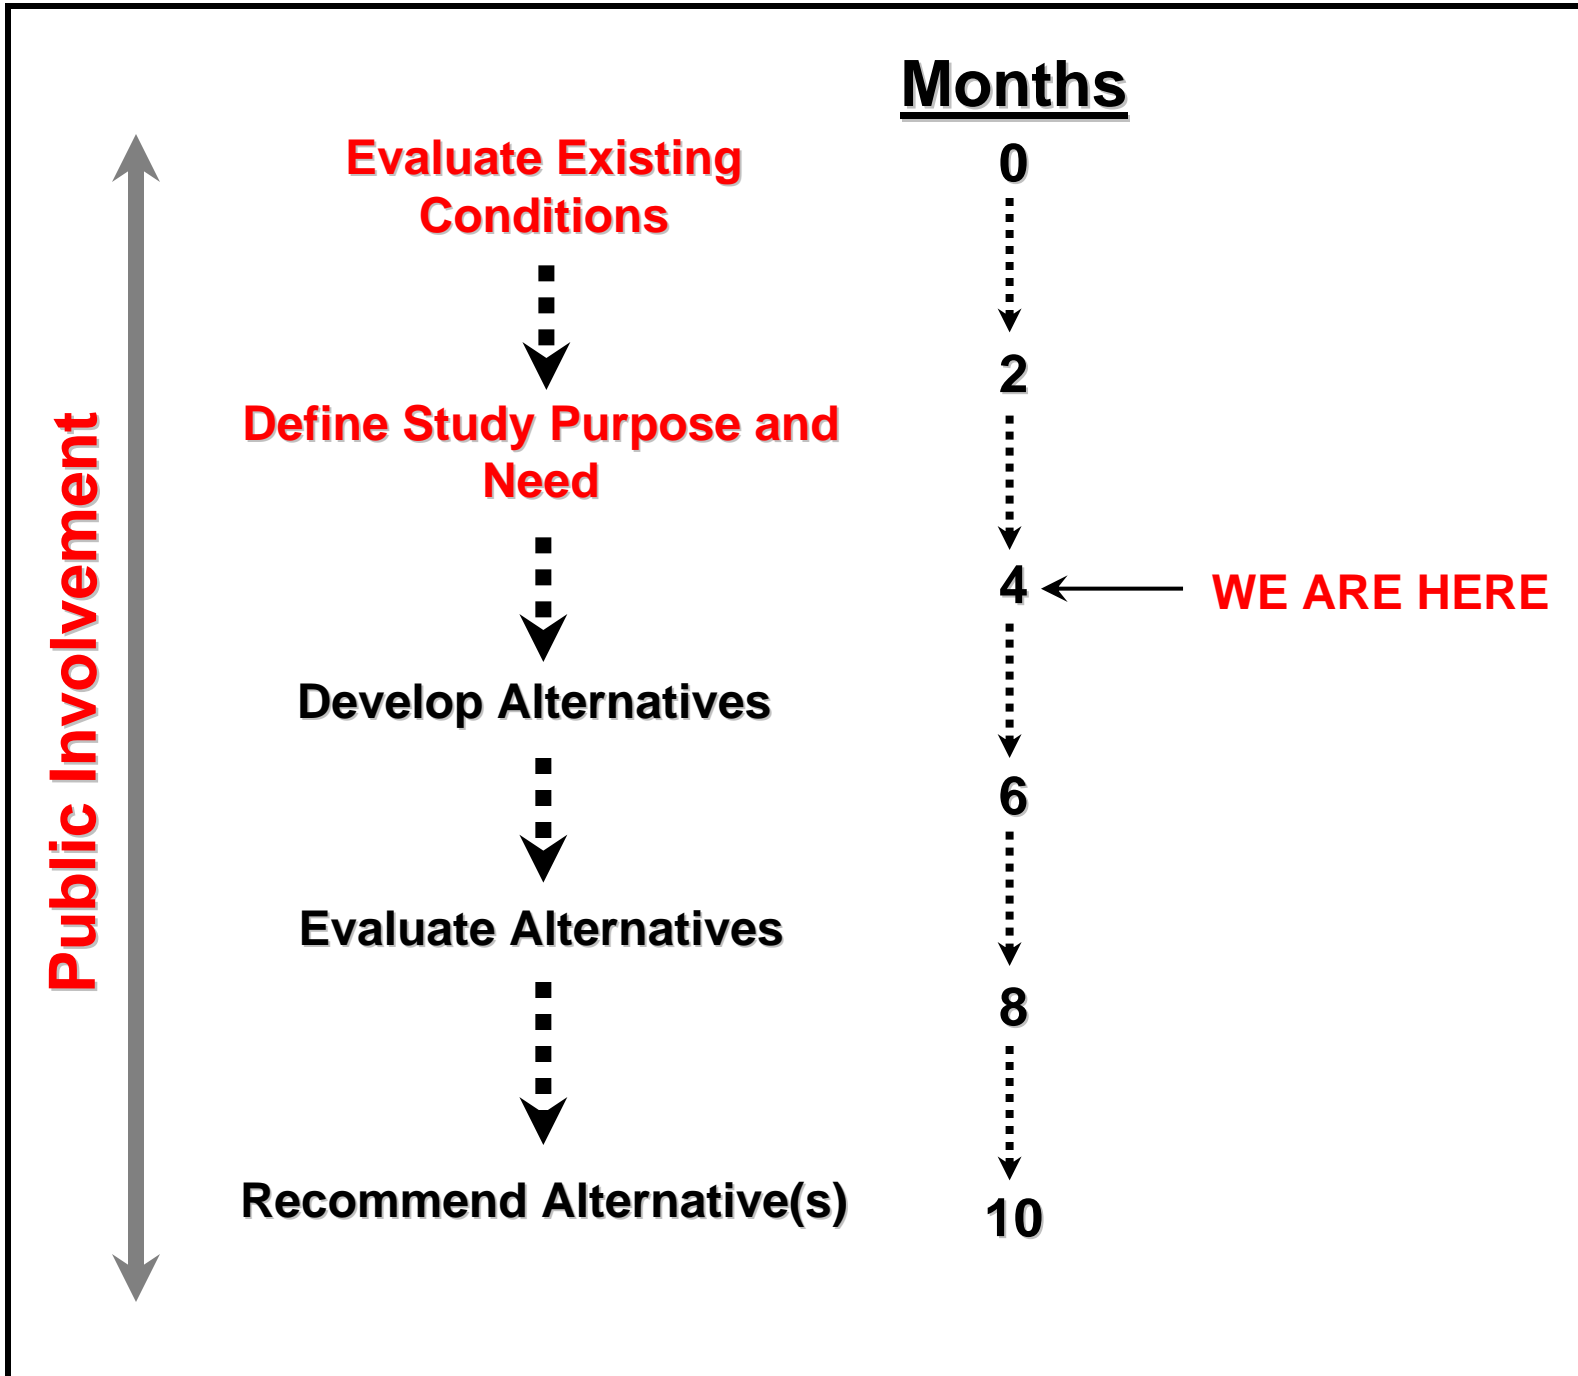 Months
Public Involvement
Evaluate Existing
Conditions
0
2
Define Study Purpose and
Need
4
WE ARE HERE
Develop Alternatives
6
Evaluate Alternatives
8
Recommend Alternative(s)
10